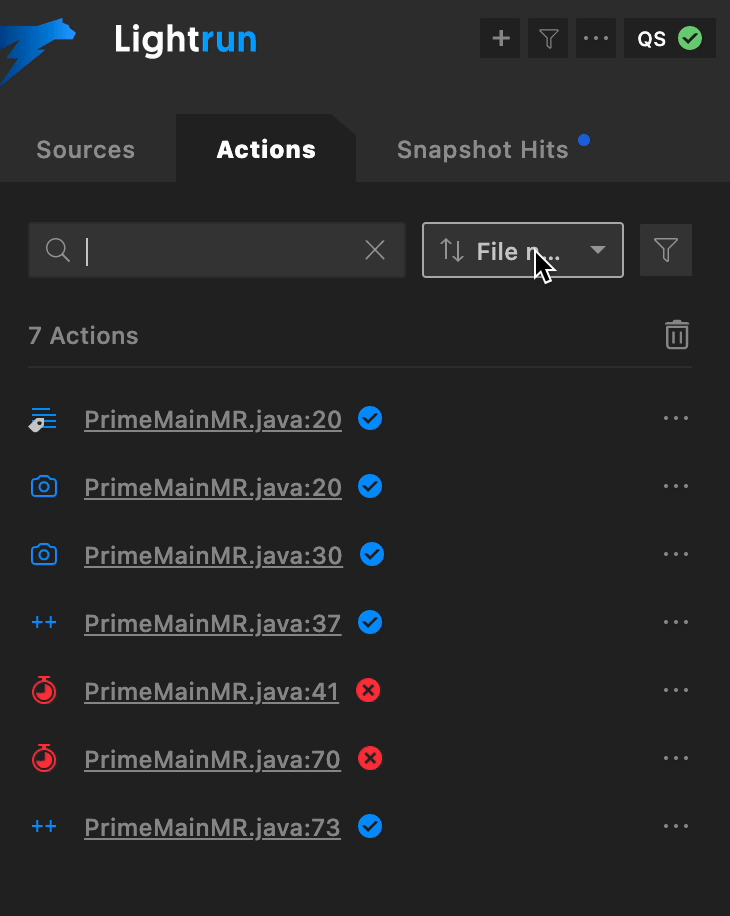 Lightrun
QS
Sources
Actions
Snapshot Hits
File n...
7 Actions
PrimeMainMR.java:20
PrimeMainMR.java:20
PrimeMainMR.java:30
PrimeMainMR.java:37
PrimeMainMR.java:41
PrimeMainMR.java:70
PrimeMainMR.java:73